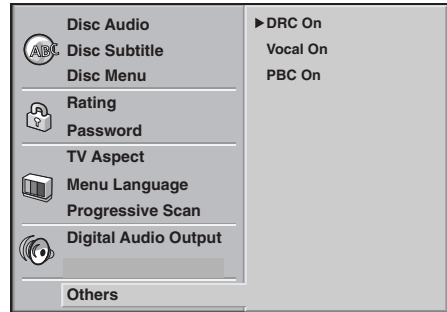 Disc Audio
ABC
Disc Subtitle
Disc Menu
Rating
Password
TV Aspect
Menu Language
Progressive Scan
Digital Audio Output
Others
DRC On
Vocal On
PBC On